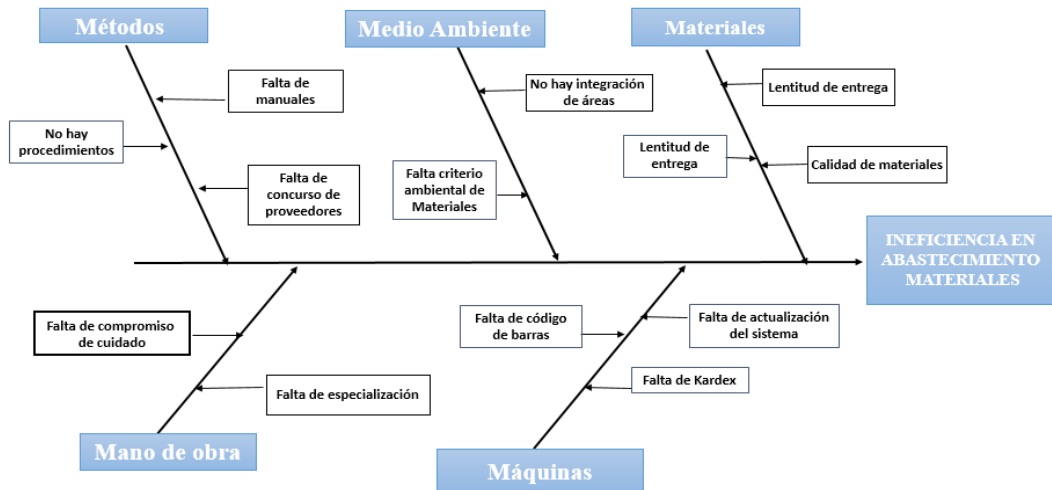 Métodos
Medio Ambiente
Materiales
Falta de
manuales
No hay
procedimientos
Falta de
concurso de
proveedores
No hay integración
de áreas
Falta criterio
ambiental de
Materiales
Lentitud de entrega
Lentitud de
entrega
Calidad de materiales
INEFICIENCIA EN
ABASTECIMIENTO
MATERIALES
Falta de compromiso
de cuidado
Falta de especialización
Falta de código
de barras
Falta de actualización
del sistema
Falta de Kardex
Mano de obra
Máquinas